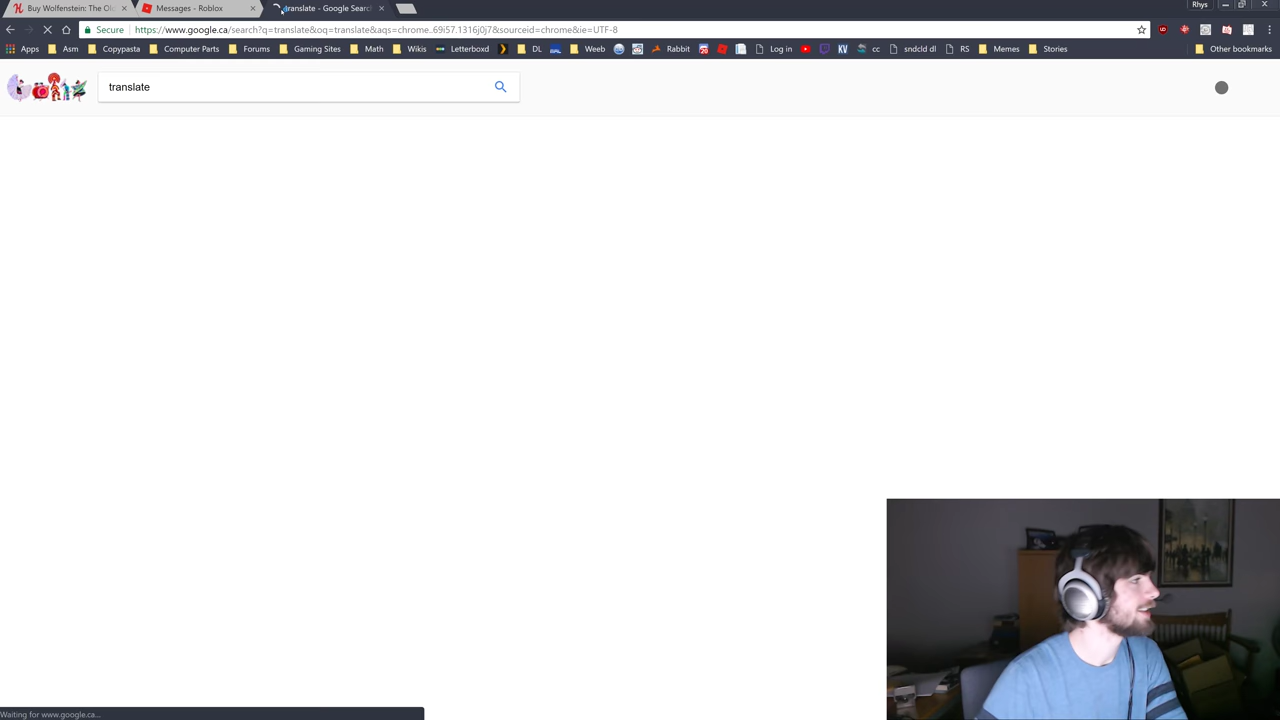 Buy Wolfenstein: The Ol
Messages - Roblox
translate - Google Searc
Rhys
Secure
https://www.google.ca/search?q=translate&oq=translate&aqs=chrome..69i57.1316j0j7&sourceid=chrome&ie=UTF-8
Apps
Asm
Copypasta
Computer Parts
Forums
Gaming Sites
Math
Wikis
Letterboxd
DL
Weeb
Rabbit
Log in
KV
cc
sndcld dl
RS
Memes
Stories
Other bookmarks
translate
Waiting for www.google.ca...